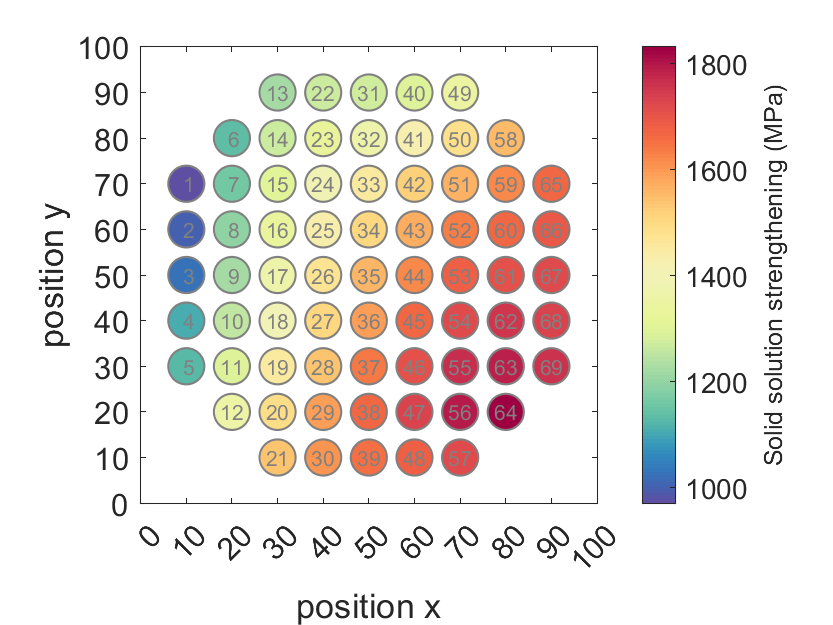 100
90
80
70
60
50
40
30
20
10
0
position y
13 22 31 40 49
6 14 23 32 41 50 58
1 7 15 24 33 42 51 59 65
2 8 16 25 34 43 52 60 66
3 9 17 26 35 44 53 61 67
4 10 18 27 36 45 54 62 68
5 11 19 28 37 46 55 63 69
12 20 29 38 47 56 64
21 30 39 48 57
0 10 20 30 40 50 60 70 80 90 100
position x
1800
1600
1400
1200
1000
Solid solution strengthening (MPa)